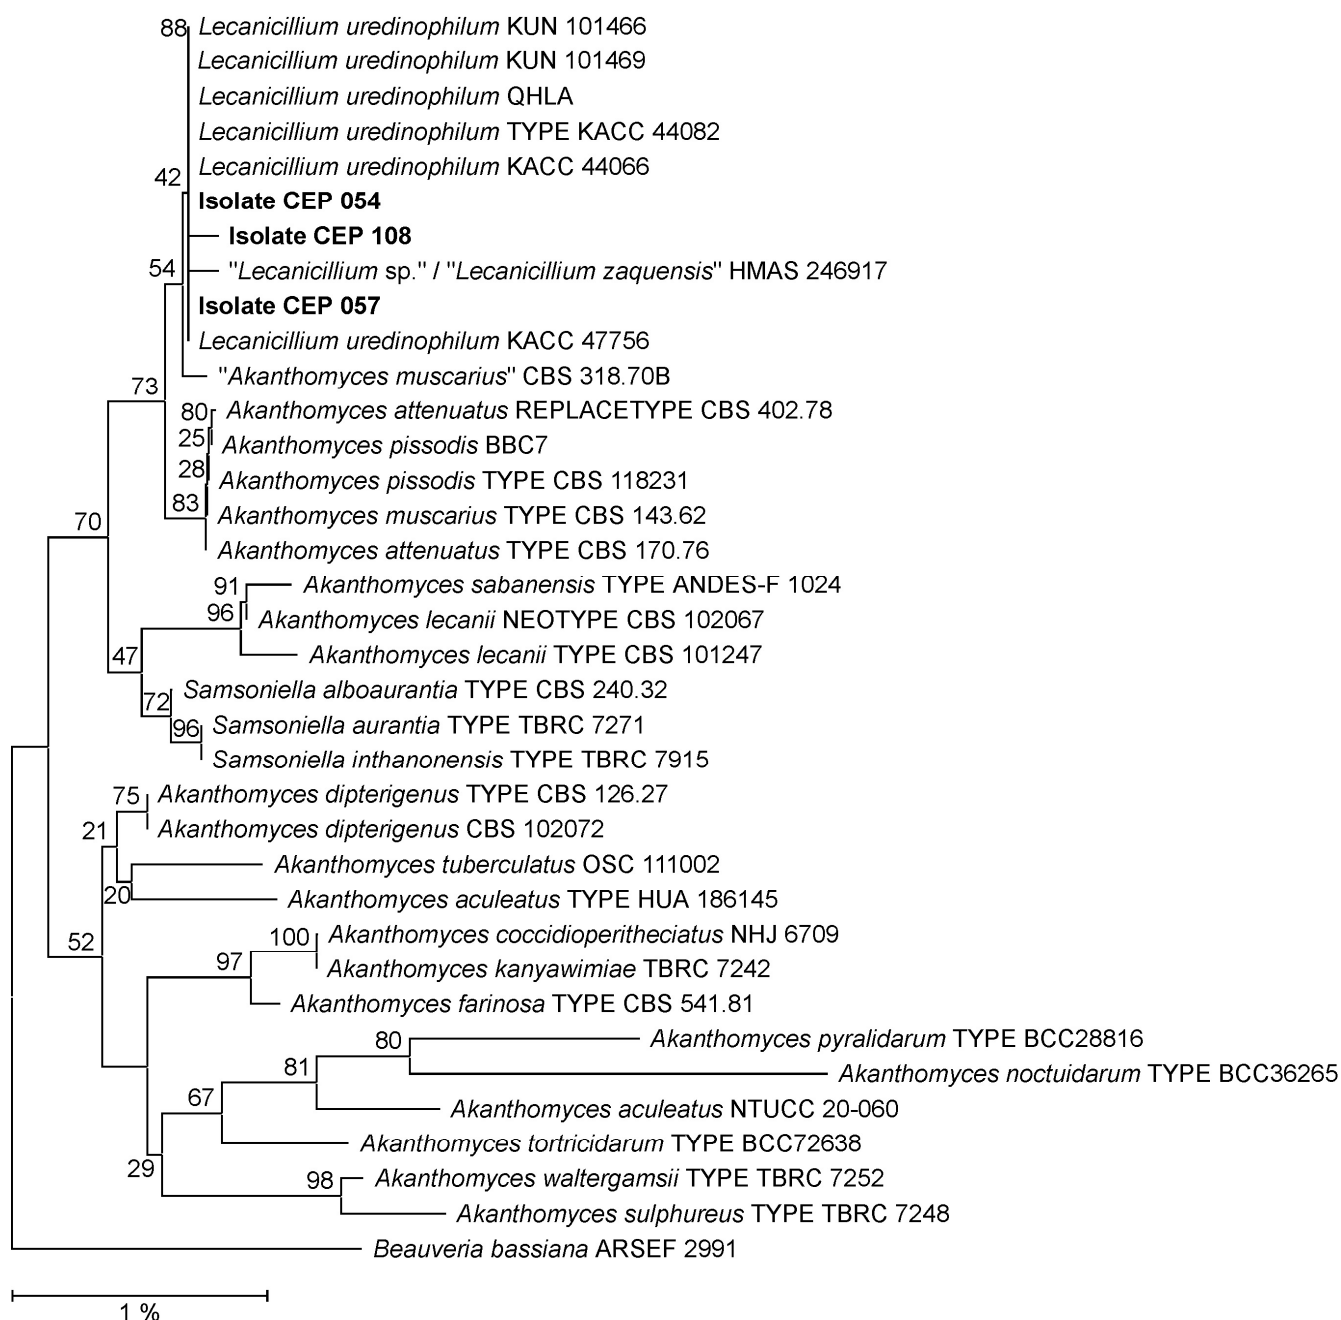 88 Lecanicillium uredinophilum KUN 101466
Lecanicillium uredinophilum KUN 101469
Lecanicillium uredinophilum QHLA
Lecanicillium uredinophilum TYPE KACC 44082
Lecanicillium uredinophilum KACC 44066
42
Isolate CEP 054
Isolate CEP 108
54 "Lecanicillium sp." / "Lecanicillium zaquensis" HMAS 246917
Isolate CEP 057
Lecanicillium uredinophilum KACC 47756
"Akanthomyces muscarius" CBS 318.70B
73
80 Akanthomyces attenuatus REPLACETYPE CBS 402.78
25 Akanthomyces pissodis BBC7
28 Akanthomyces pissodis TYPE CBS 118231
83 Akanthomyces muscarius TYPE CBS 143.62
70
Akanthomyces attenuatus TYPE CBS 170.76
91 Akanthomyces sabanensis TYPE ANDES-F 1024
96 Akanthomyces lecanii NEOTYPE CBS 102067
47 Akanthomyces lecanii TYPE CBS 101247
72 Samsoniella alboaurantia TYPE CBS 240.32
96 Samsoniella aurantia TYPE TBRC 7271
Samsoniella inthanonensis TYPE TBRC 7915
75 Akanthomyces dipterigenus TYPE CBS 126.27
21 Akanthomyces dipterigenus CBS 102072
Akanthomyces tuberculatus OSC 111002
20 Akanthomyces aculeatus TYPE HUA 186145
52
100 Akanthomyces coccidioperitheciatus NHJ 6709
97 Akanthomyces kanyawimiae TBRC 7242
Akanthomyces farinosa TYPE CBS 541.81
80 Akanthomyces pyralidarum TYPE BCC28816
81 Akanthomyces noctuidarum TYPE BCC36265
67 Akanthomyces aculeatus NTUCC 20-060
Akanthomyces tortricidarum TYPE BCC72638
29
98 Akanthomyces waltergamsii TYPE TBRC 7252
Akanthomyces sulphureus TYPE TBRC 7248
Beauveria bassiana ARSEF 2991
1 %